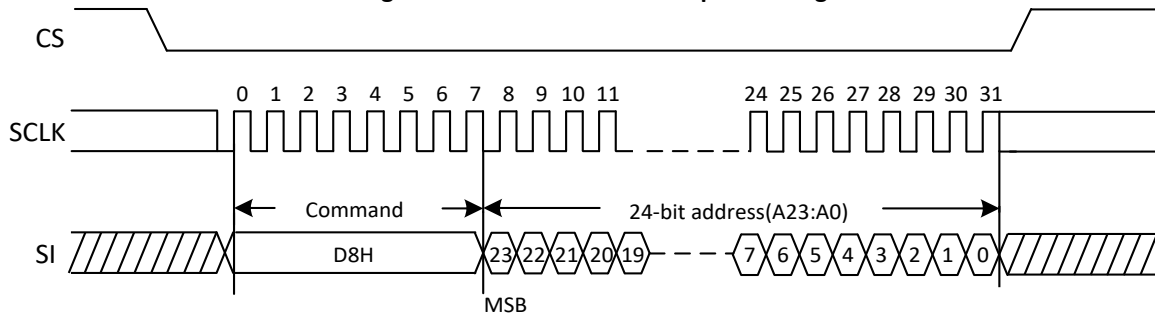 CS
0 1 2 3 4 5 6 7 8 9 10 11 24 25 26 27 28 29 30 31
SCLK
Command 24-bit address(A23:A0)
SI D8H 23 22 21 20 19 7 6 5 4 3 2 1 0
MSB